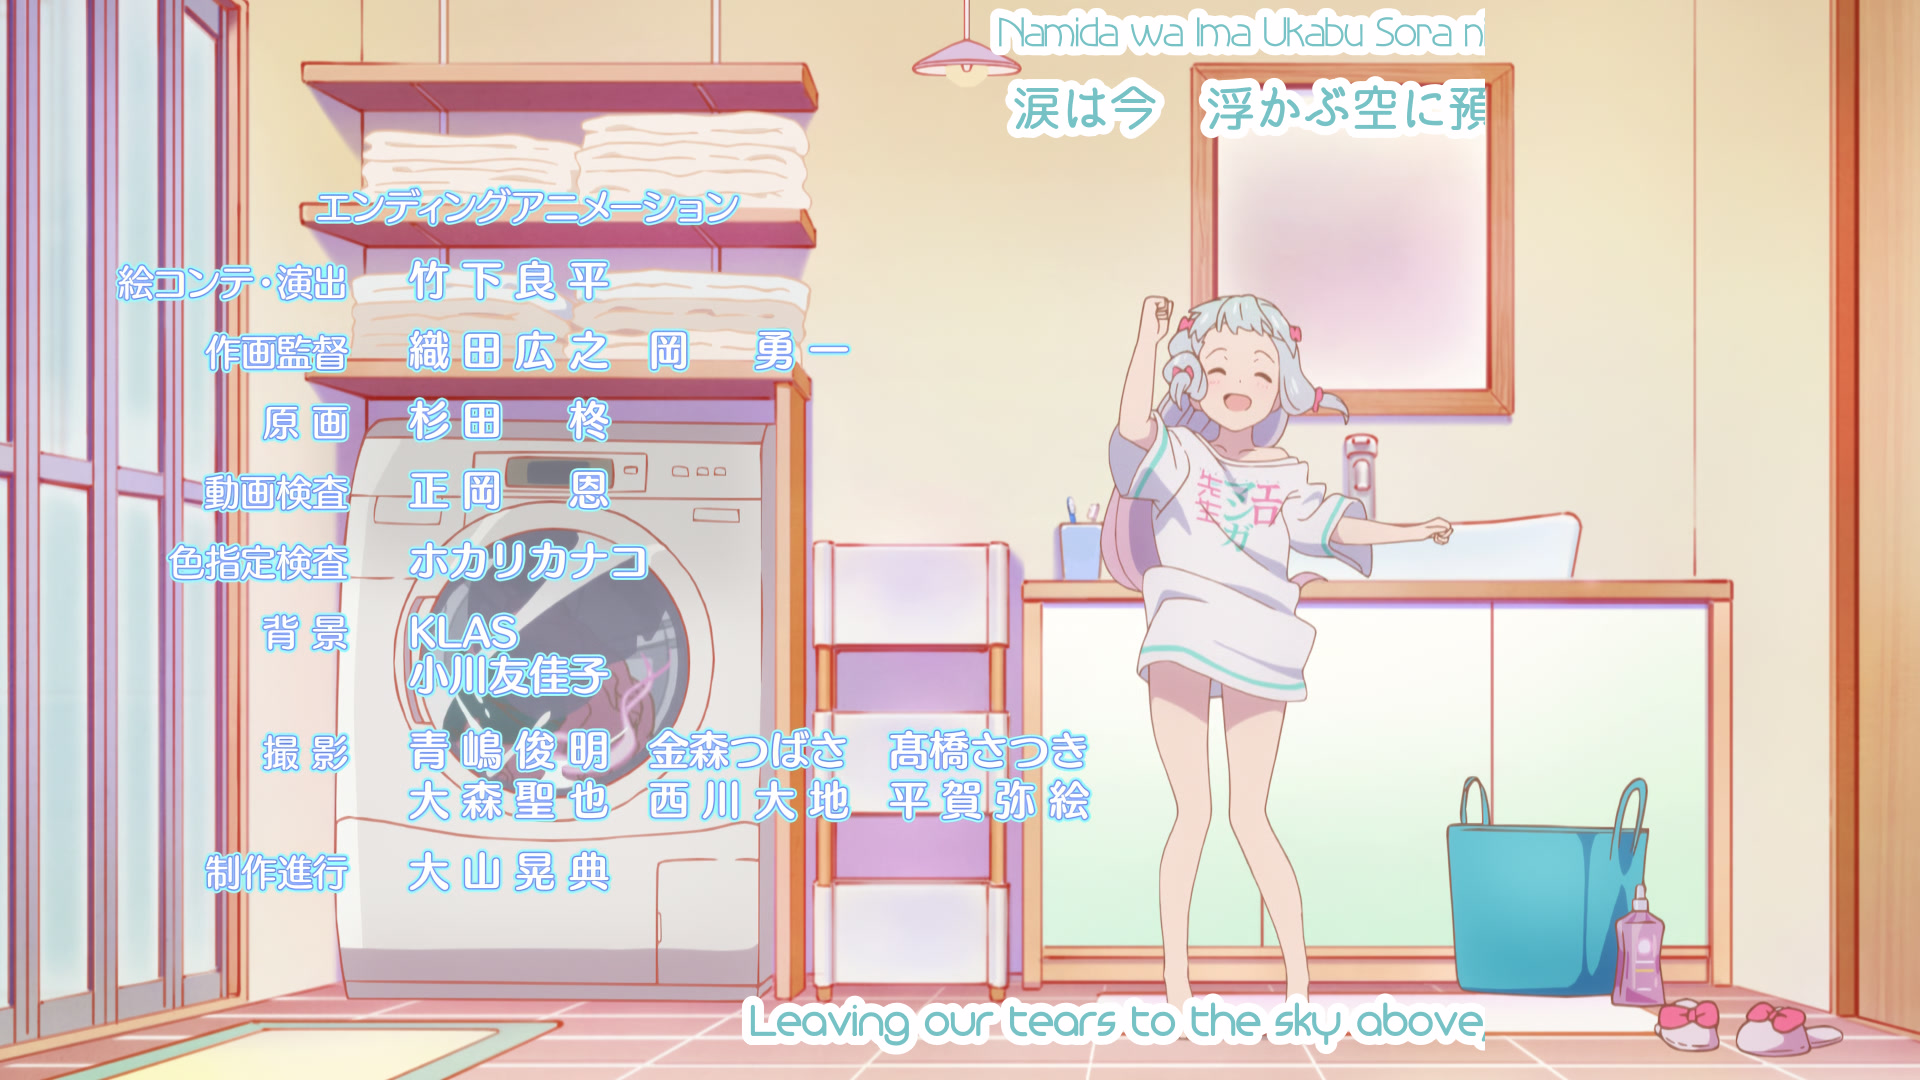 Namida wa Ima Ukabu Sora ni
涙は今 浮かぶ空に預
エンディングアニメーション
絵コンテ・演出 竹下良平
作画監督 織田広之 岡 勇一
原画 杉田 柊
動画検査 正岡 恩
色指定検査 ホカリカナコ
背景 KLAS
小川友佳子
撮影 青嶋俊明 金森つばさ 髙橋さつき
大森聖也 西川大地 平賀弥絵
制作進行 大山晃典
エロ
マンガ
先生
Leaving our tears to the sky above,